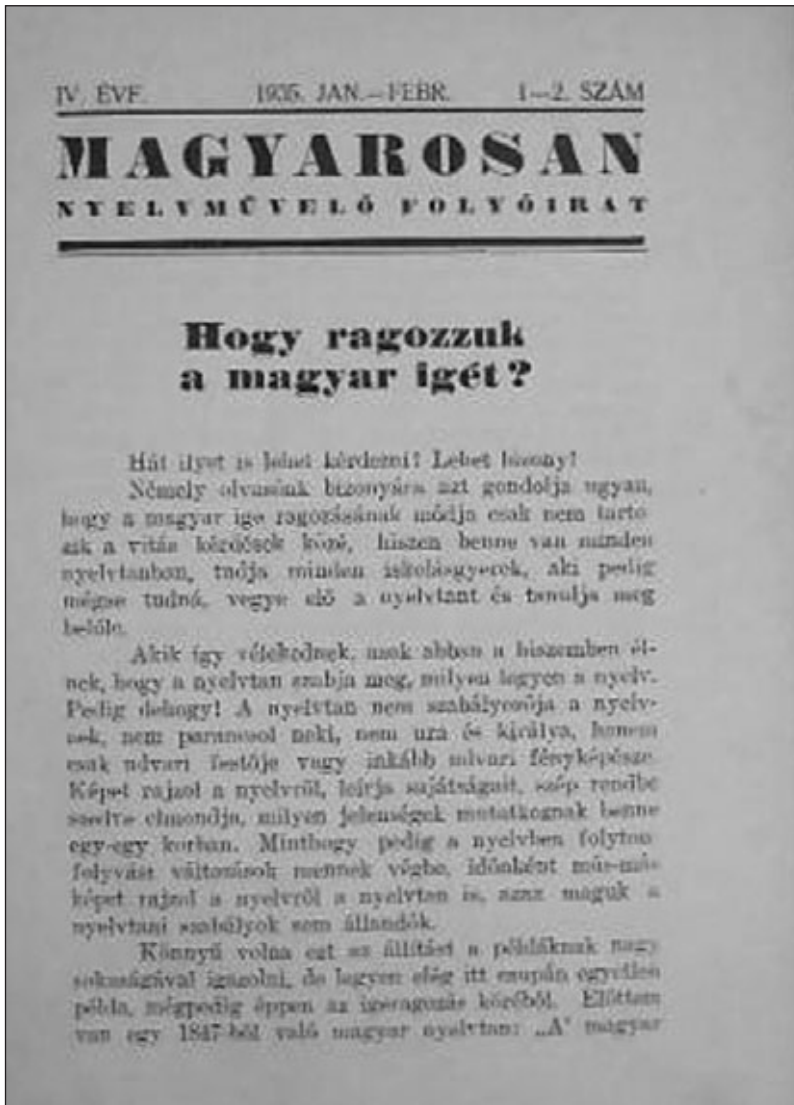 IV. ÉVF. 1935. JAN.–FEBR. 1–2. SZÁM
MAGYAROSAN
NYELVMŰVELŐ FOLYÓIRAT
Hogy ragozzuk
a magyar igét?
Hát ilyet is lehet kérdezni? Lehet bizony!
Némely olvasónk bizonyára azt gondolja ugyan,
hogy a magyar ige ragozásának módja csak nem tarto-
zik a vitás kérdések közé, hiszen benne van minden
nyelvtanban, tudja minden iskolásgyerek, aki pedig
mégse tudná, vegye elő a nyelvtant és tanulja meg
belőle.
Akik így vélekednek, azok abban a hiszemben él-
nek, hogy a nyelvtan szabja meg, milyen legyen a nyelv.
Pedig dehogy! A nyelvtan nem szabályozója a nyelv-
nek, nem parancsol neki, nem ura és királya, hanem
csak udvari festője vagy inkább udvari fényképésze.
Képet rajzol a nyelvről, leírja sajátságait, szép rendbe
szedve elmondja, milyen jelenségek mutatkoznak benne
egy-egy korban. Minthogy pedig a nyelvben folyton-
folyvást változások mennek végbe, időnként más-más
képet rajzol a nyelvről a nyelvtan is, azaz maguk a
nyelvtani szabályok sem állandók.
Könnyű volna ezt az állítást a példáknak nagy
sokaságával igazolni, de legyen elég itt csupán egyetlen
példa, mégpedig éppen az igeragozás köréből. Előttem
van egy 1847-ből való magyar nyelvtan: „A' magyar